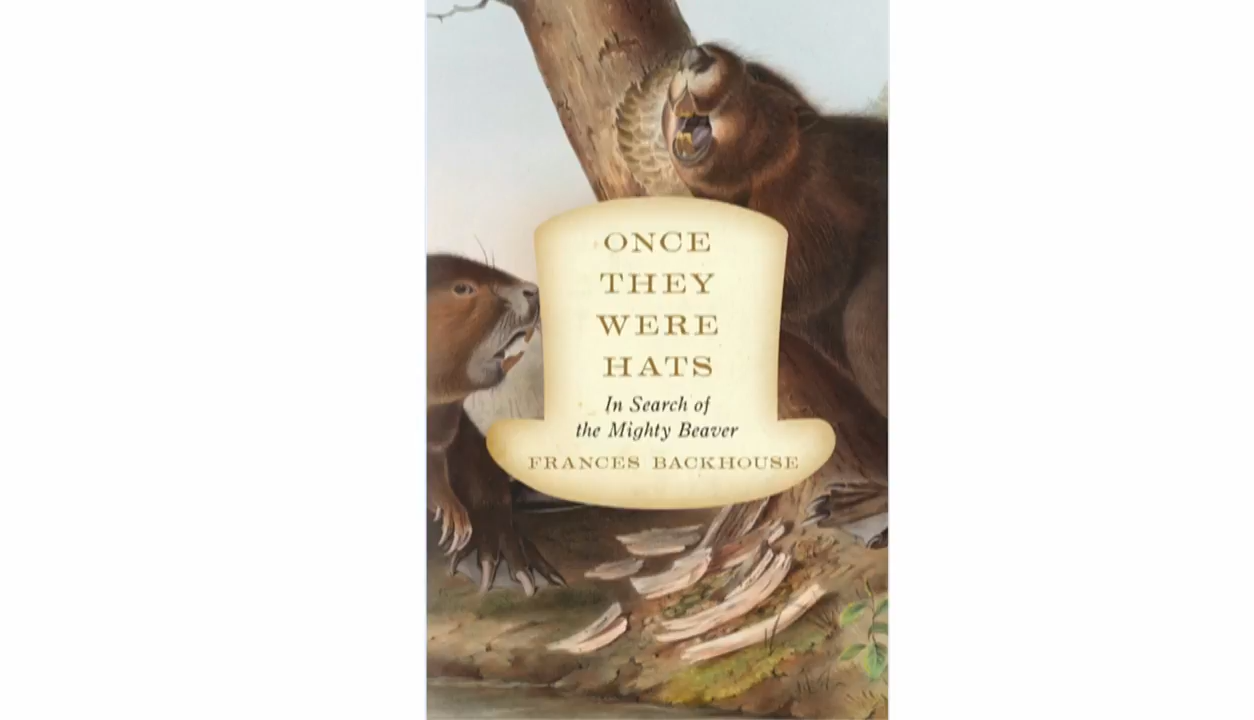 ONCE
THEY
WERE
HATS
In Search of
the Mighty Beaver
FRANCES BACKHOUSE